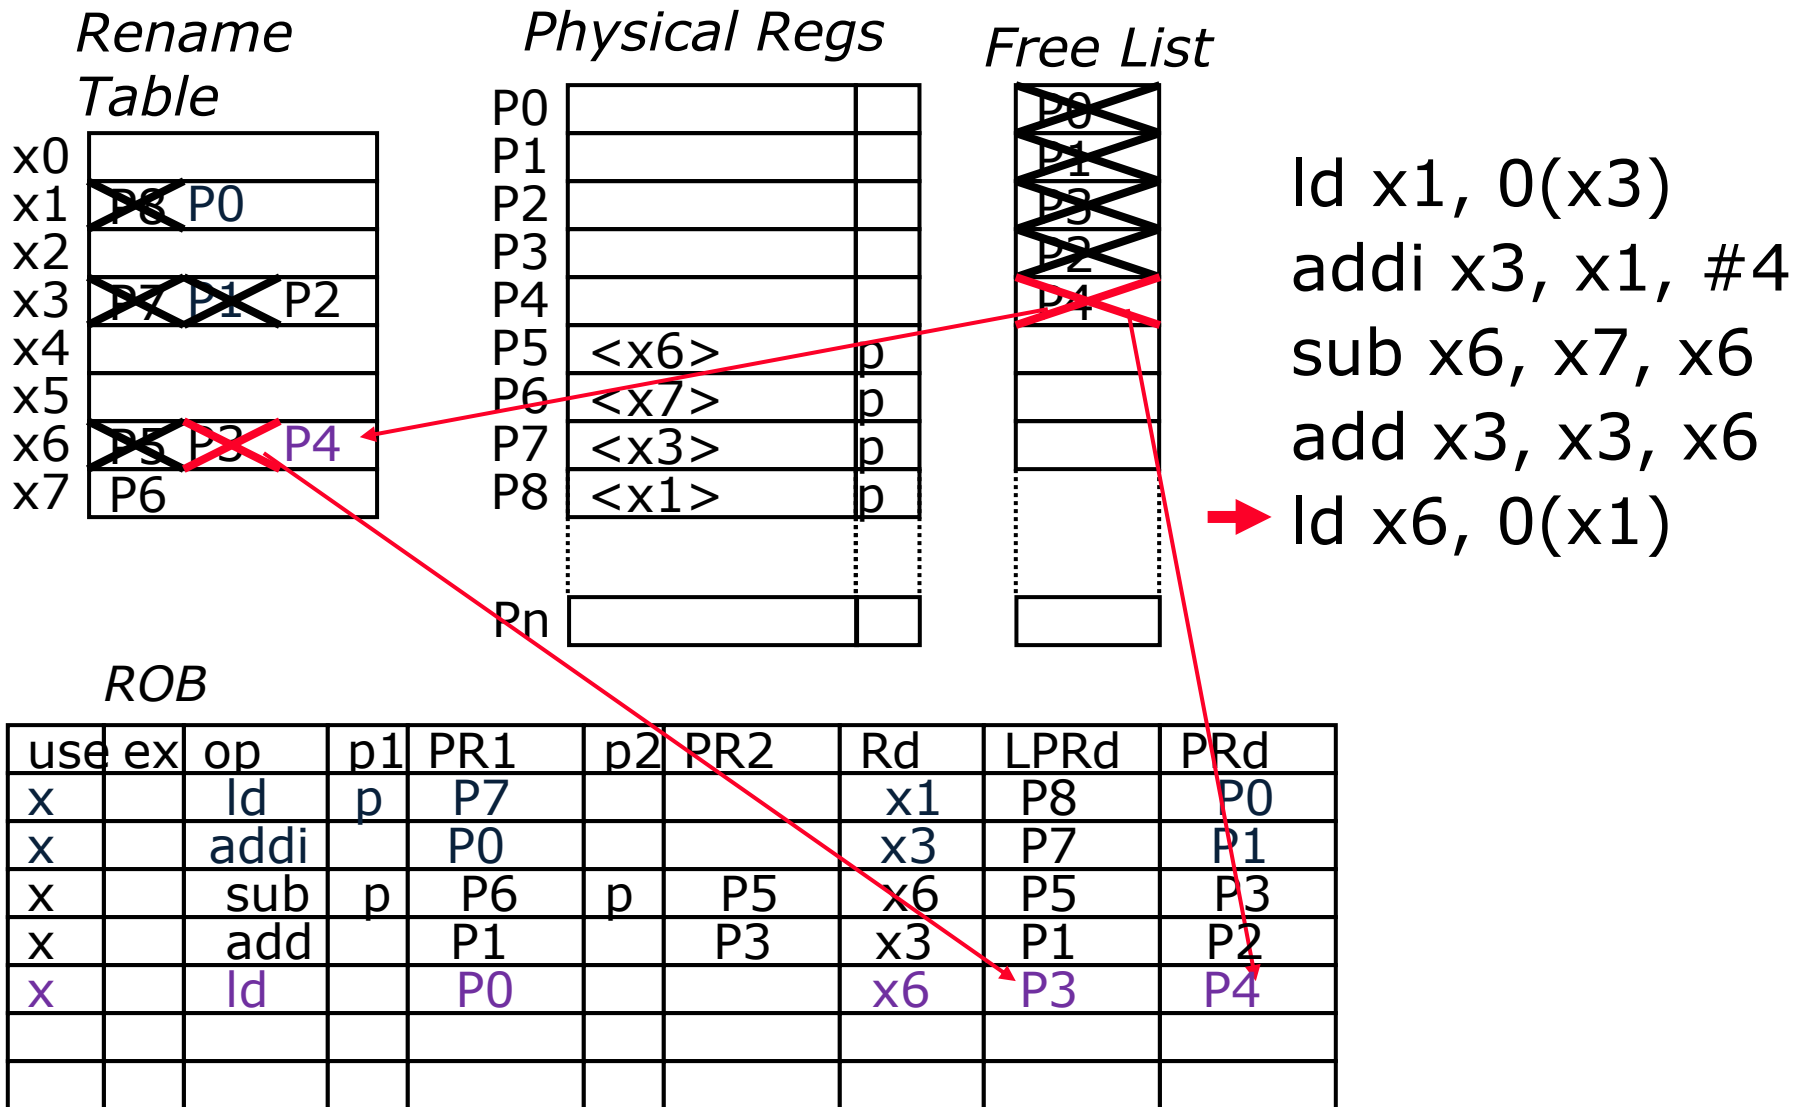 Rename Table
x0
x1 P8 P0
x2
x3 P7 P1 P2
x4
x5
x6 P5 P3 P4
x7 P6
Physical Regs
P0
P1
P2
P3
P4
P5 <x6> p
P6 <x7> p
P7 <x3> p
P8 <x1> p
Pn
Free List
P0
P1
P3
P2
P4
ld x1, 0(x3)
addi x3, x1, #4
sub x6, x7, x6
add x3, x3, x6
ld x6, 0(x1)
ROB
use ex op p1 PR1 p2 PR2 Rd LPRd PRd
x ld p P7 x1 P8 P0
x addi P0 x3 P7 P1
x sub p P6 p P5 x6 P5 P3
x add P1 P3 x3 P1 P2
x ld P0 x6 P3 P4